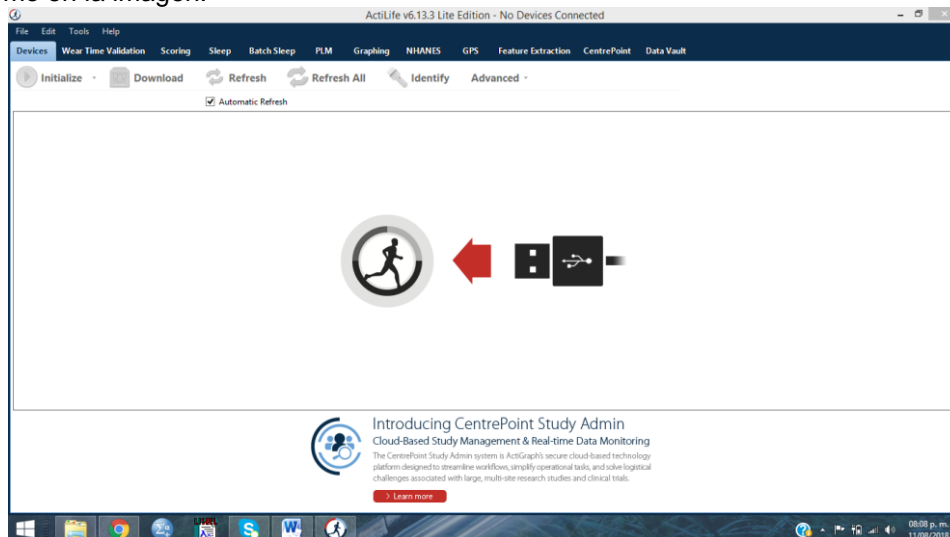 ActiLife v6.13.3 Lite Edition - No Devices Connected
File Edit Tools Help
Devices Wear Time Validation Scoring Sleep Batch Sleep PLM Graphing NHANES GPS Feature Extraction CentrePoint Data Vault
Initialize Download Refresh Refresh All Identify Advanced
Automatic Refresh
Introducing CentrePoint Study Admin
Cloud-Based Study Management & Real-time Data Monitoring
The CentrePoint Study Admin system is ActiGraph's secure cloud-based technology
platform designed to streamline workflows, simplify operational tasks, and solve logistical
challenges associated with large, multi-site research studies and clinical trials.
> Learn more
08:08 p. m.
11/08/2015